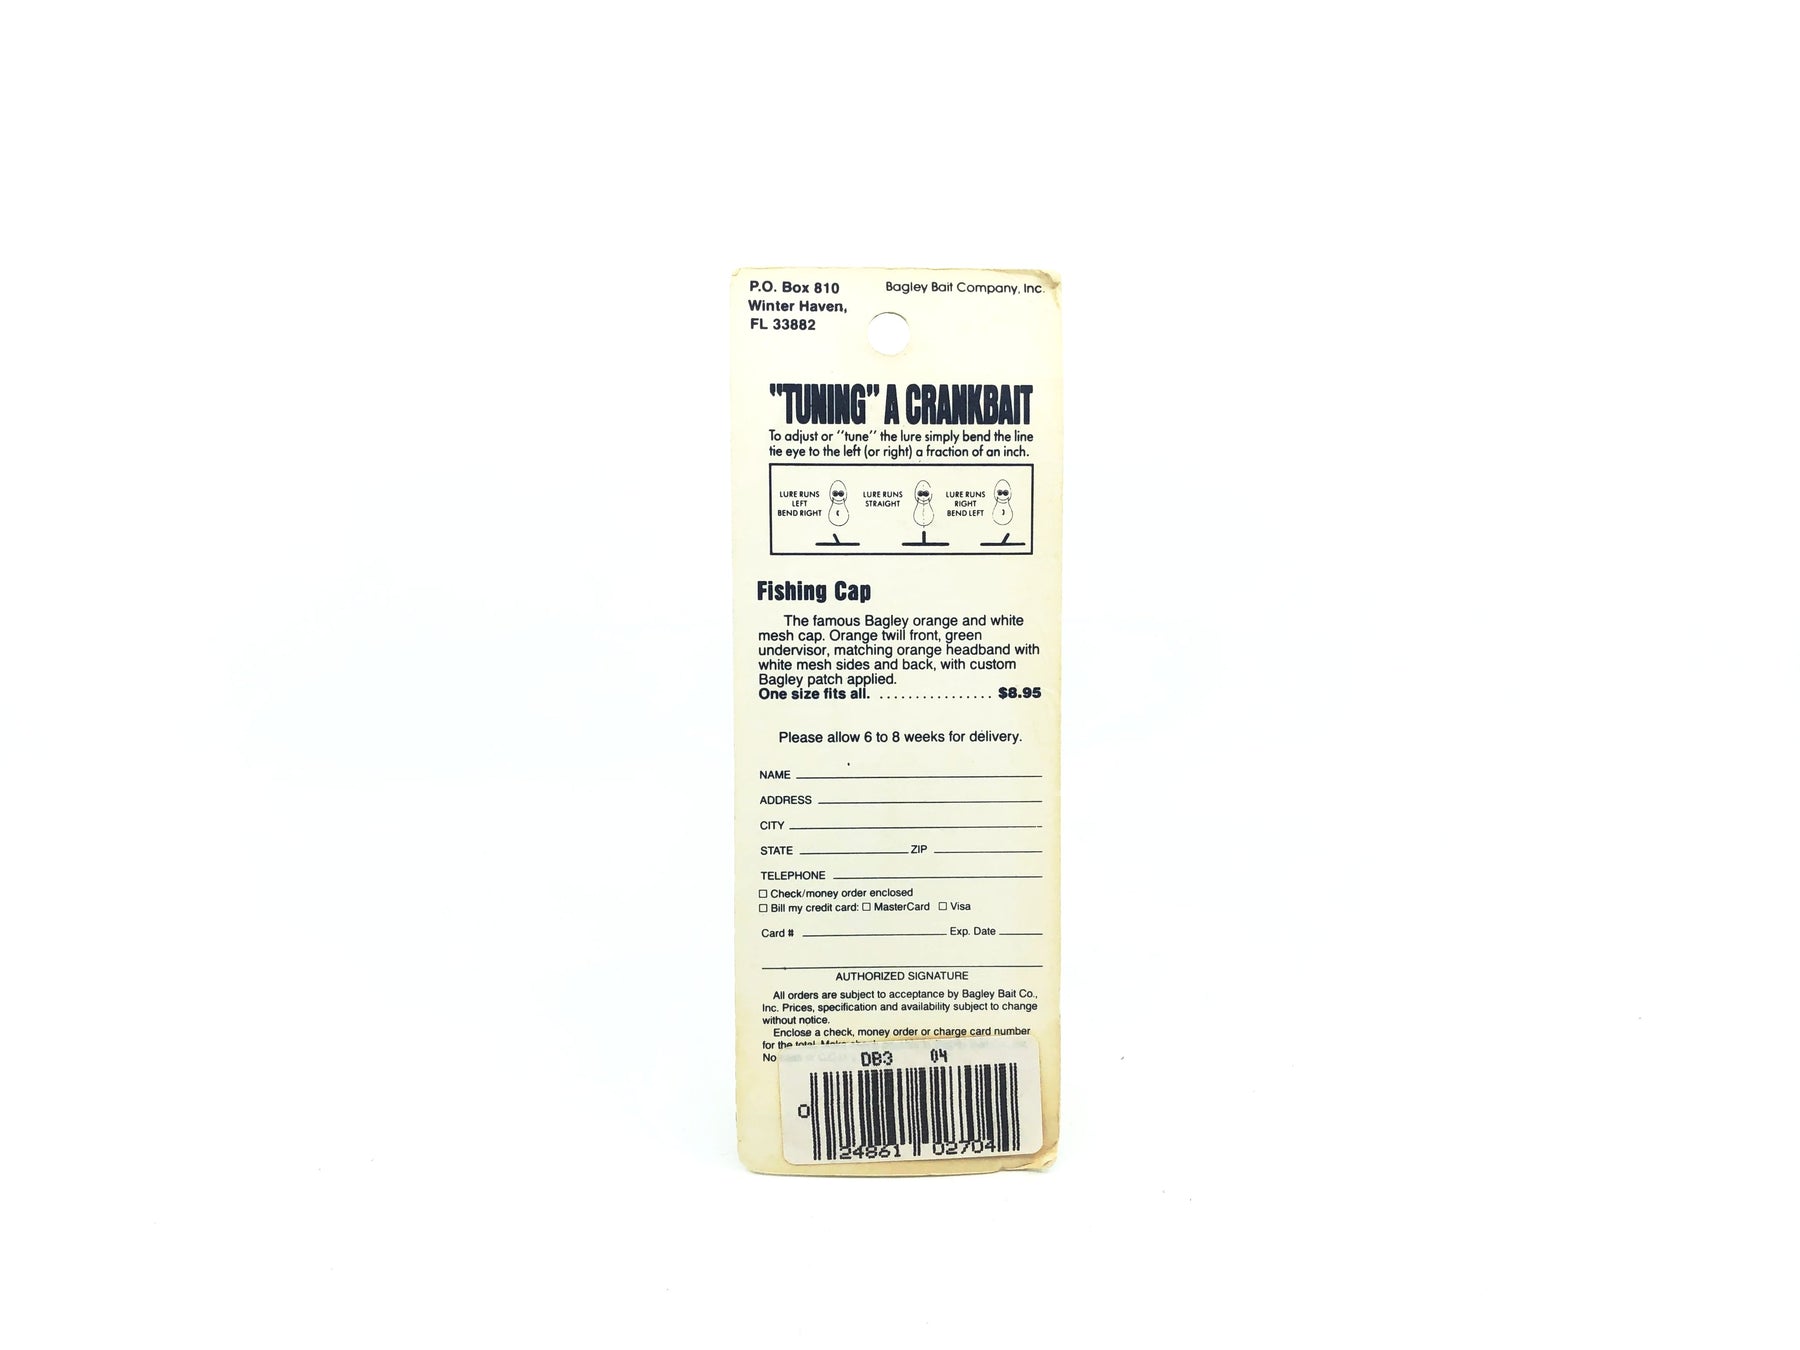 P.O. Box 810
Winter Haven,
FL 33882
Bagley Bait Company, Inc.
"TUNING" A CRANKBAIT
To adjust or "tune" the lure simply bend the line
tie eye to the left (or right) a fraction of an inch.
LURE RUNS
LEFT
BEND RIGHT
LURE RUNS
STRAIGHT
LURE RUNS
RIGHT
BEND LEFT
Fishing Cap
The famous Bagley orange and white
mesh cap. Orange twill front, green
undervisor, matching orange headband with
white mesh sides and back, with custom
Bagley patch applied.
One size fits all. ................ $8.95
Please allow 6 to 8 weeks for delivery.
NAME
ADDRESS
CITY
STATE ZIP
TELEPHONE
☐ Check/money order enclosed
☐ Bill my credit card: ☐ MasterCard ☐ Visa
Card # Exp. Date
AUTHORIZED SIGNATURE
All orders are subject to acceptance by Bagley Bait Co.,
Inc. Prices, specification and availability subject to change
without notice.
Enclose a check, money order or charge card number
for the total. Make
No
DB3 04
0 24861 02704